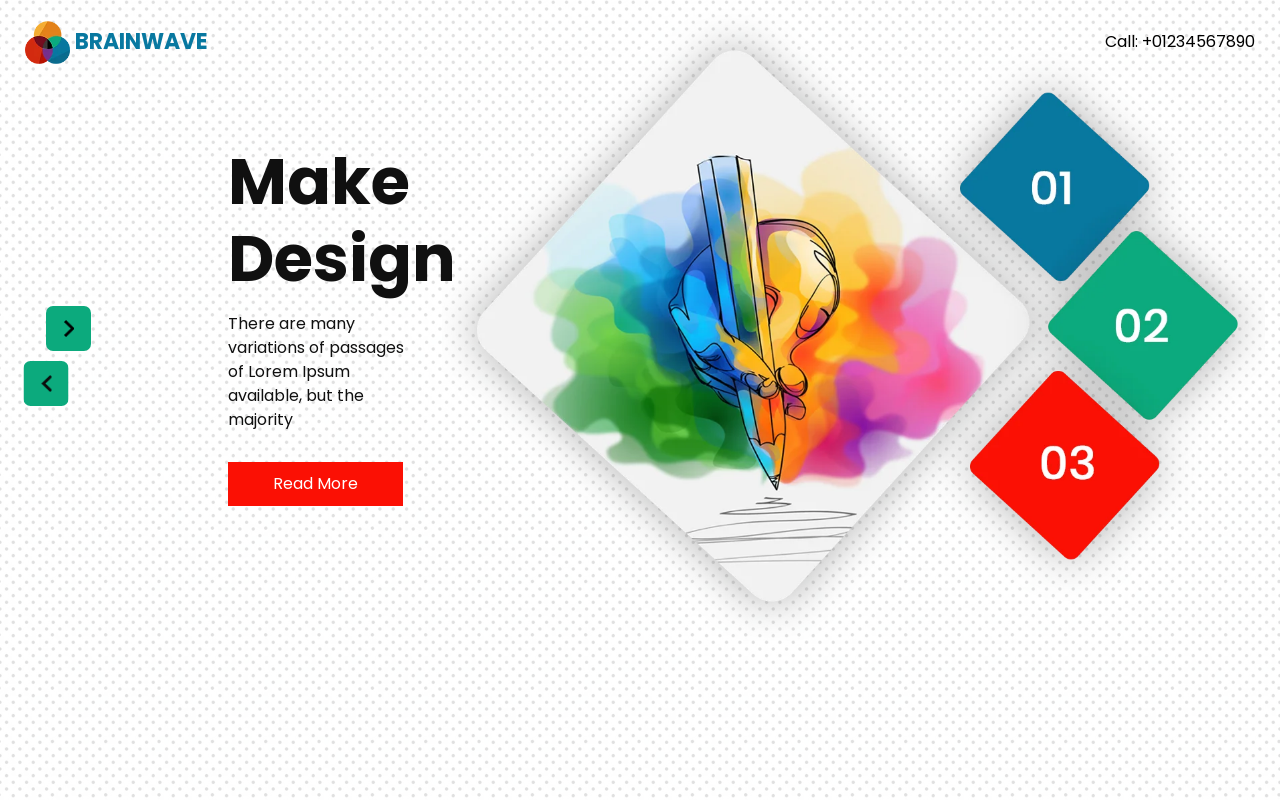 BRAINWAVE
Call: +01234567890
Make
Design
There are many
variations of passages
of Lorem Ipsum
available, but the
majority
Read More
01
02
03